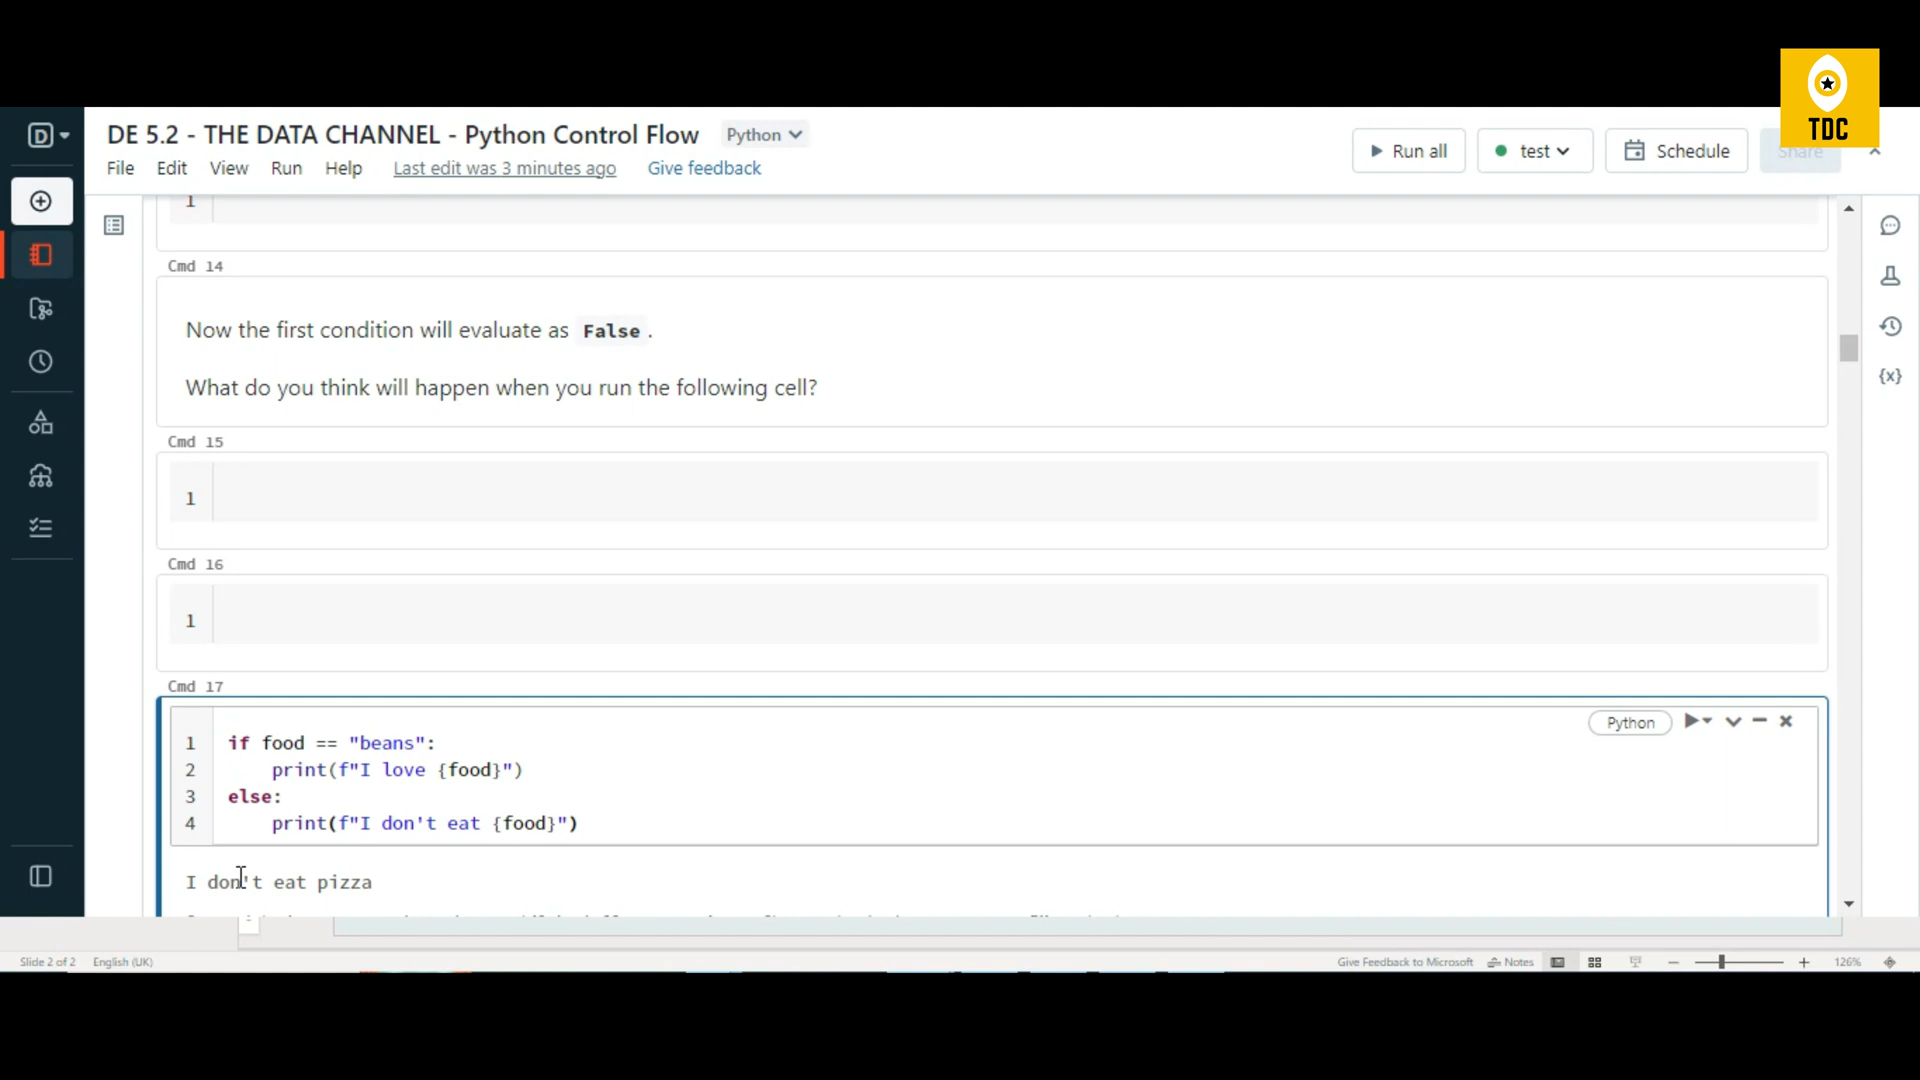 TDC
D
DE 5.2 - THE DATA CHANNEL - Python Control Flow Python
File Edit View Run Help Last edit was 3 minutes ago Give feedback
Run all test Schedule Share
1
Cmd 14
Now the first condition will evaluate as False.
What do you think will happen when you run the following cell?
Cmd 15
1
Cmd 16
1
Cmd 17
Python
1 if food == "beans":
2 print(f"I love {food}")
3 else:
4 print(f"I don't eat {food}")
I don't eat pizza
{x}
Slide 2 of 2 English (UK) Give Feedback to Microsoft Notes 126%